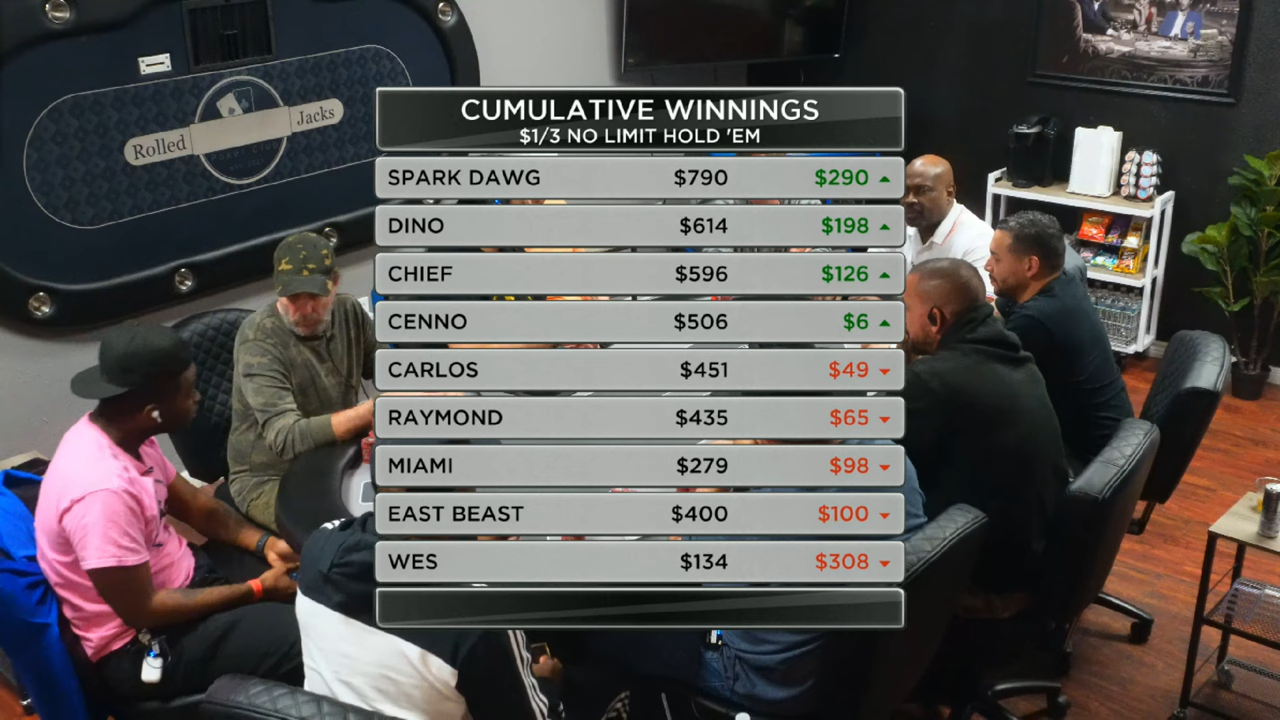 Rolled Jacks
CUMULATIVE WINNINGS
$1/3 NO LIMIT HOLD 'EM
SPARK DAWG $790 $290
DINO $614 $198
CHIEF $596 $126
CENNO $506 $6
CARLOS $451 $49
RAYMOND $435 $65
MIAMI $279 $98
EAST BEAST $400 $100
WES $134 $308